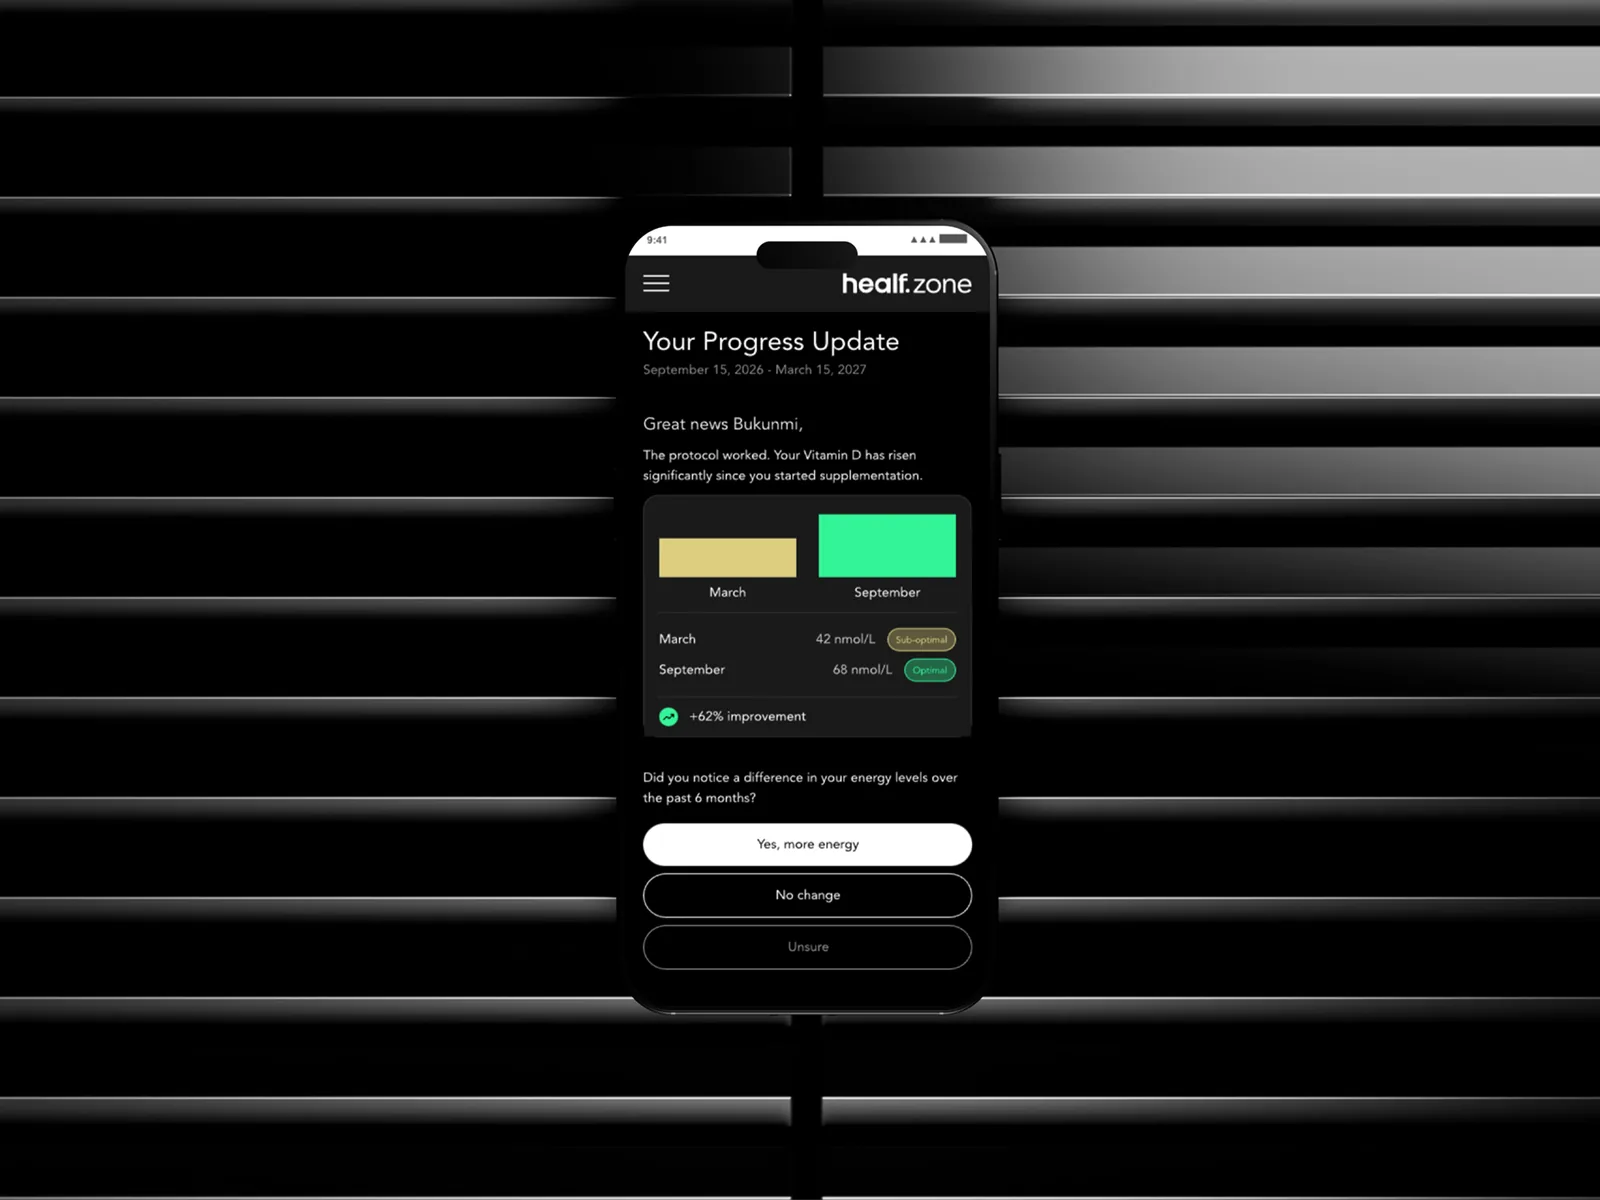 9:41
healf.zone
Your Progress Update
September 15, 2026 - March 15, 2027
Great news Bukunmi,
The protocol worked. Your Vitamin D has risen
significantly since you started supplementation.
March
September
March 42 nmol/L Sub-optimal
September 68 nmol/L Optimal
+62% improvement
Did you notice a difference in your energy levels over
the past 6 months?
Yes, more energy
No change
Unsure